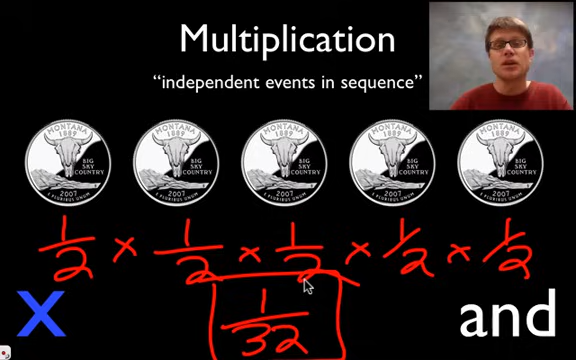 Multiplication
“independent events in sequence”
MONTANA MONTANA MONTANA MONTANA MONTANA
1889 1889 1889 1889 1889
BIG BIG BIG BIG BIG
SKY SKY SKY SKY SKY
COUNTRY COUNTRY COUNTRY COUNTRY COUNTRY
2007 2007 2007 2007 2007
E PLURIBUS UNUM E PLURIBUS UNUM E PLURIBUS UNUM E PLURIBUS UNUM E PLURIBUS UNUM
1/2 × 1/2 × 1/2 × 1/2 × 1/2
1/32
x and